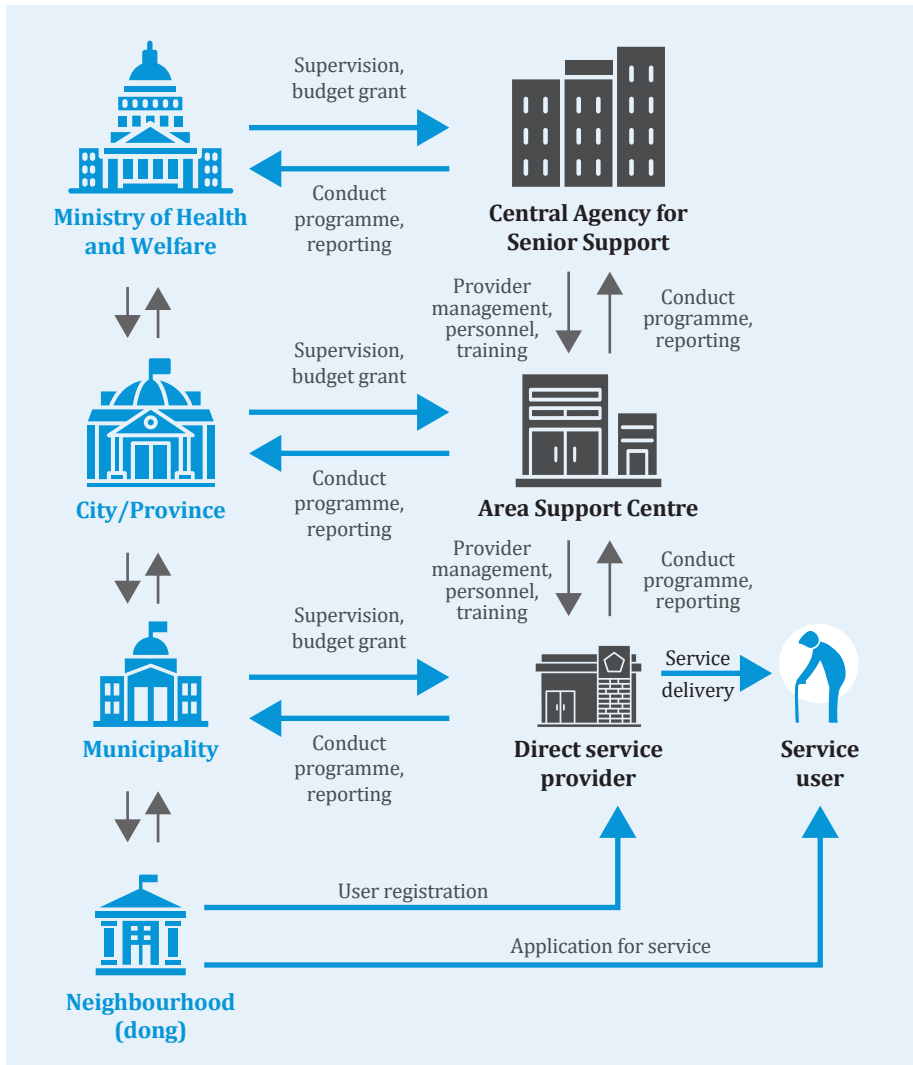 Supervision,
budget grant
Conduct
programme,
reporting
Ministry of Health
and Welfare
Central Agency for
Senior Support
Provider
management,
personnel,
training
Conduct
programme,
reporting
Supervision,
budget grant
Conduct
programme,
reporting
City/Province
Area Support Centre
Provider
management,
personnel,
training
Conduct
programme,
reporting
Supervision,
budget grant
Conduct
programme,
reporting
Service
delivery
Municipality
Direct service
provider
Service
user
User registration
Application for service
Neighbourhood
(dong)